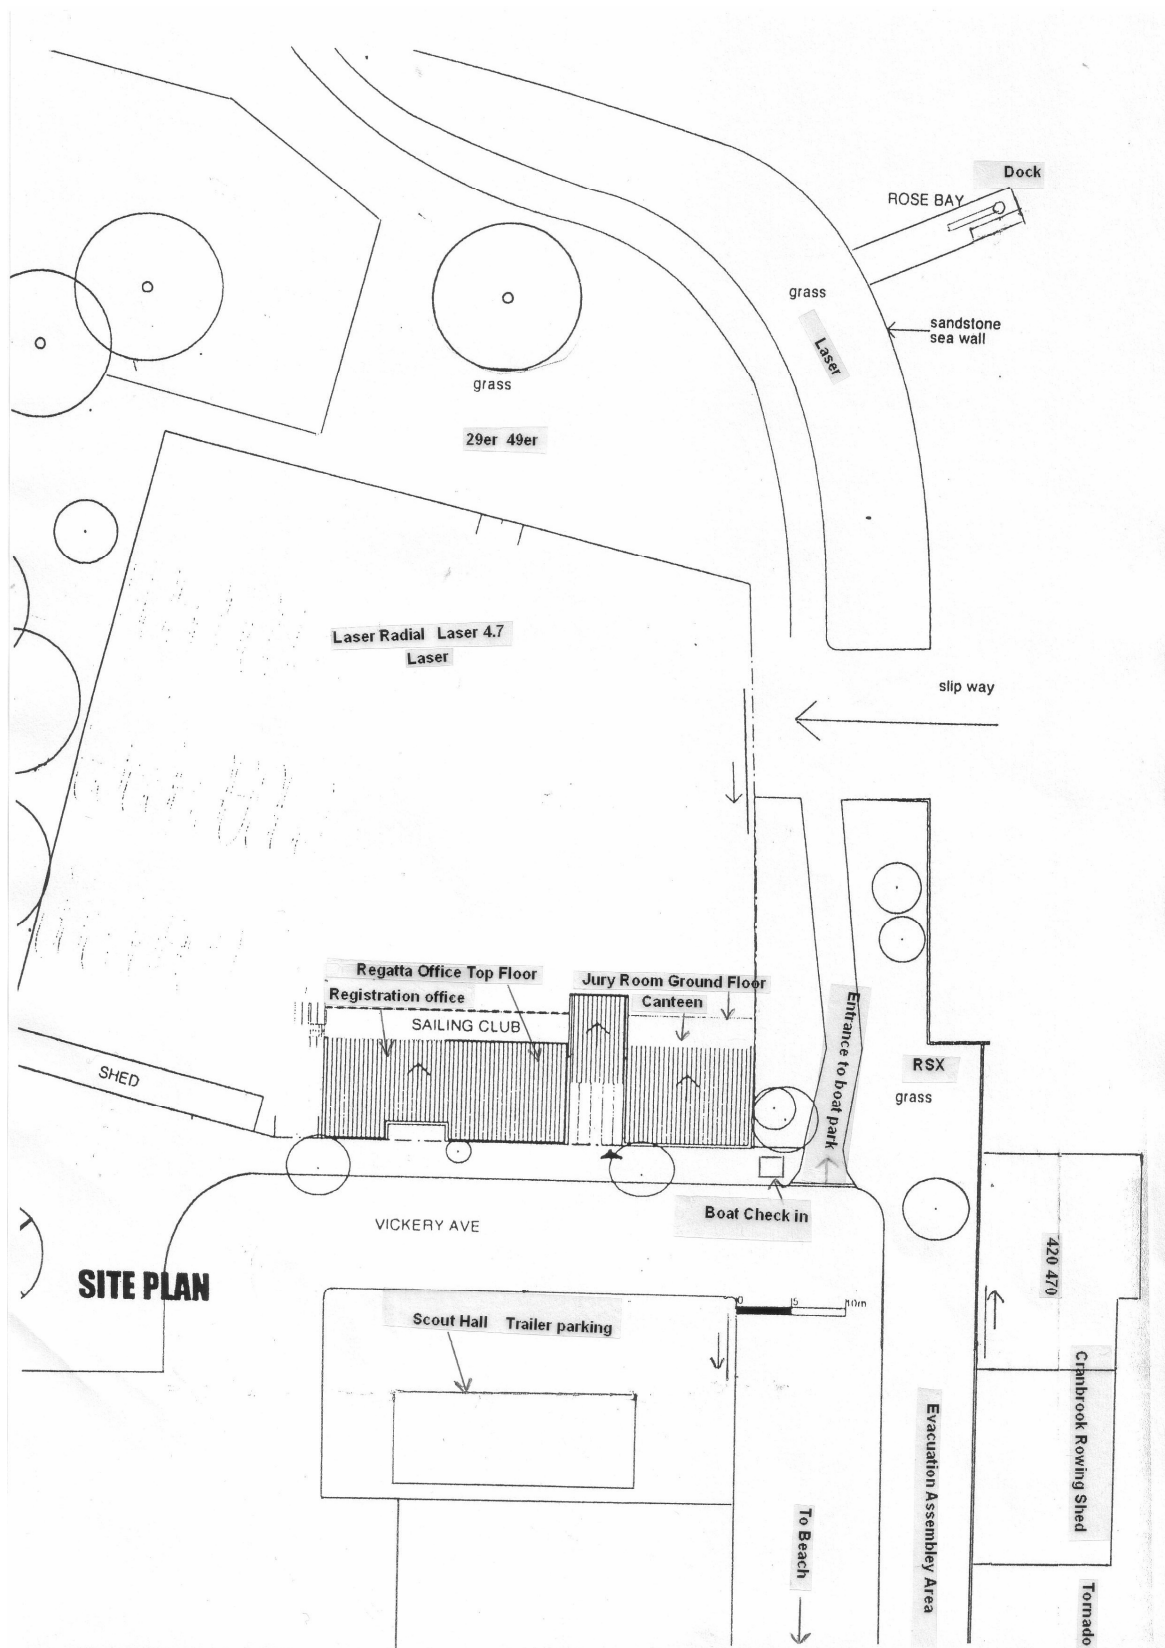 Dock
ROSE BAY
grass
sandstone
sea wall
Laser
grass
29er 49er
Laser Radial Laser 4.7
Laser
slip way
Regatta Office Top Floor
Jury Room Ground Floor
Registration office
Canteen
SAILING CLUB
Entrance to boat park
RSX
grass
SHED
Boat Check in
VICKERY AVE
SITE PLAN
420 470
0 5 10m
Scout Hall Trailer parking
Cranbrook Rowing Shed
Evacuation Assembley Area
To Beach
Tornado